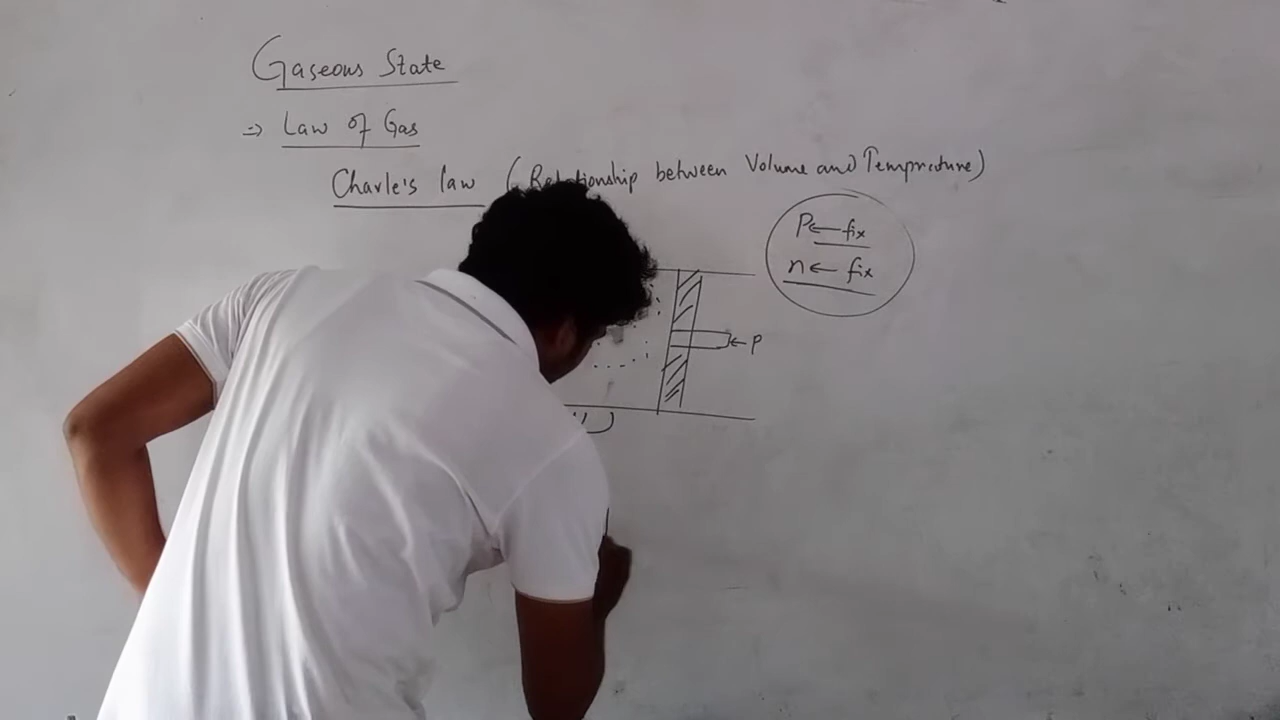 Gaseous State
⇒ Law of Gas
Charle's law (Relationship between Volume and Temprature)
P ← fix
n ← fix
← P